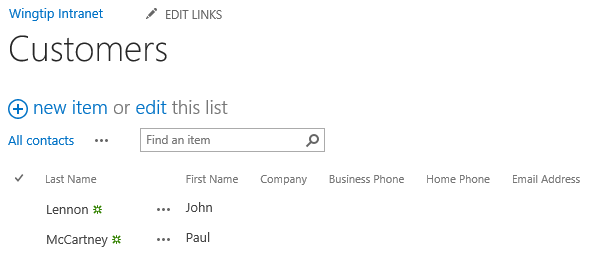 Wingtip Intranet EDIT LINKS
Customers
new item or edit this list
All contacts ••• Find an item
Last Name First Name Company Business Phone Home Phone Email Address
Lennon ••• John
McCartney ••• Paul